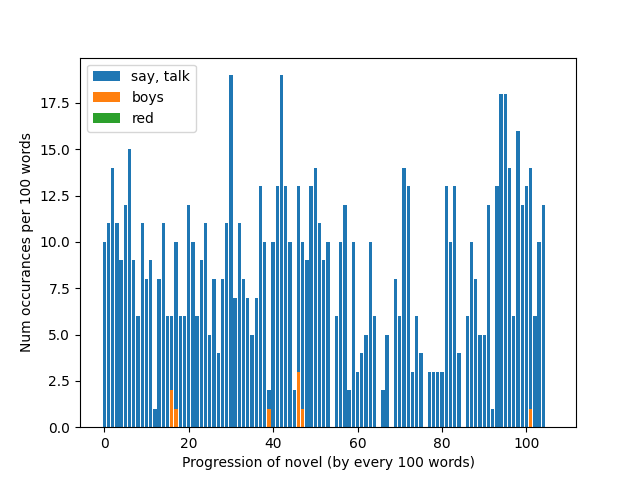 say, talk
boys
red
17.5
15.0
12.5
10.0
7.5
5.0
2.5
0.0
Num occurances per 100 words
0 20 40 60 80 100
Progression of novel (by every 100 words)